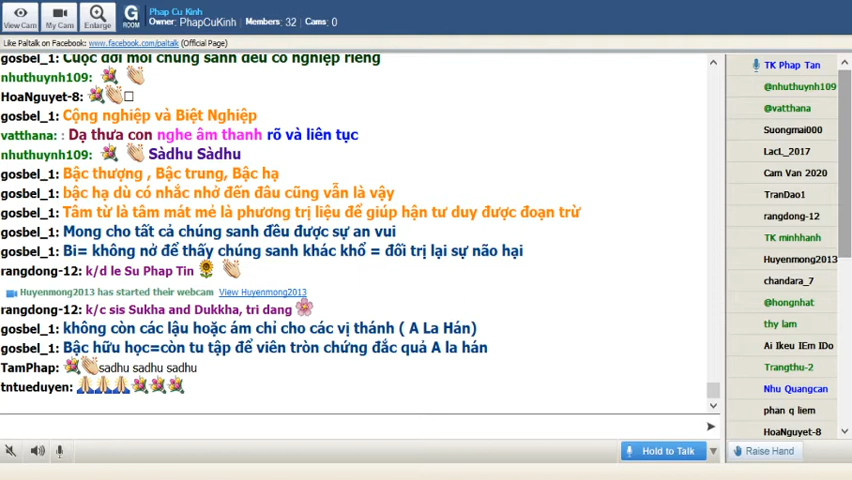 View Cam
My Cam
Enlarge
G
ROOM
Phap Cu Kinh
Owner: PhapCuKinh Members: 32 Cams: 0
Like Paltalk on Facebook: www.facebook.com/paltalk (Official Page)
gosbel_1: Cuộc đời mỗi chúng sanh đều có nghiệp riêng
nhuthuynh109:
HoaNguyet-8:
gosbel_1: Cộng nghiệp và Biệt Nghiệp
vatthana: : Dạ thưa con nghe âm thanh rõ và liên tục
nhuthuynh109: Sàdhu Sàdhu
gosbel_1: Bậc thượng , Bậc trung, Bậc hạ
gosbel_1: bậc hạ dù có nhắc nhở đến đâu cũng vẫn là vậy
gosbel_1: Tâm từ là tâm mát mẻ là phương trị liệu để giúp hận tư duy được đoạn trừ
gosbel_1: Mong cho tất cả chúng sanh đêu được sự an vui
gosbel_1: Bi= không nở để thấy chúng sanh khác khổ = đối trị lại sự não hại
rangdong-12: k/d le Su Phap Tin
Huyenmong2013 has started their webcam View Huyenmong2013
rangdong-12: k/c sis Sukha and Dukkha, tri dang
gosbel_1: không còn các lậu hoặc ám chỉ cho các vị thánh ( A La Hán)
gosbel_1: Bậc hữu học=còn tu tập để viên tròn chứng đắc quả A la hán
TamPhap: sadhu sadhu sadhu
tntueduyen:
Hold to Talk
TK Phap Tan
@nhuthuynh109
@vatthana
Suongmai000
LacL_2017
Cam Van 2020
TranDao1
rangdong-12
TK minhhanh
Huyenmong2013
chandara_7
@hongnhat
thy lam
Ai Ikeu IEm IDo
Trangthu-2
Nhu Quangcan
phan q liem
HoaNguyet-8
Raise Hand